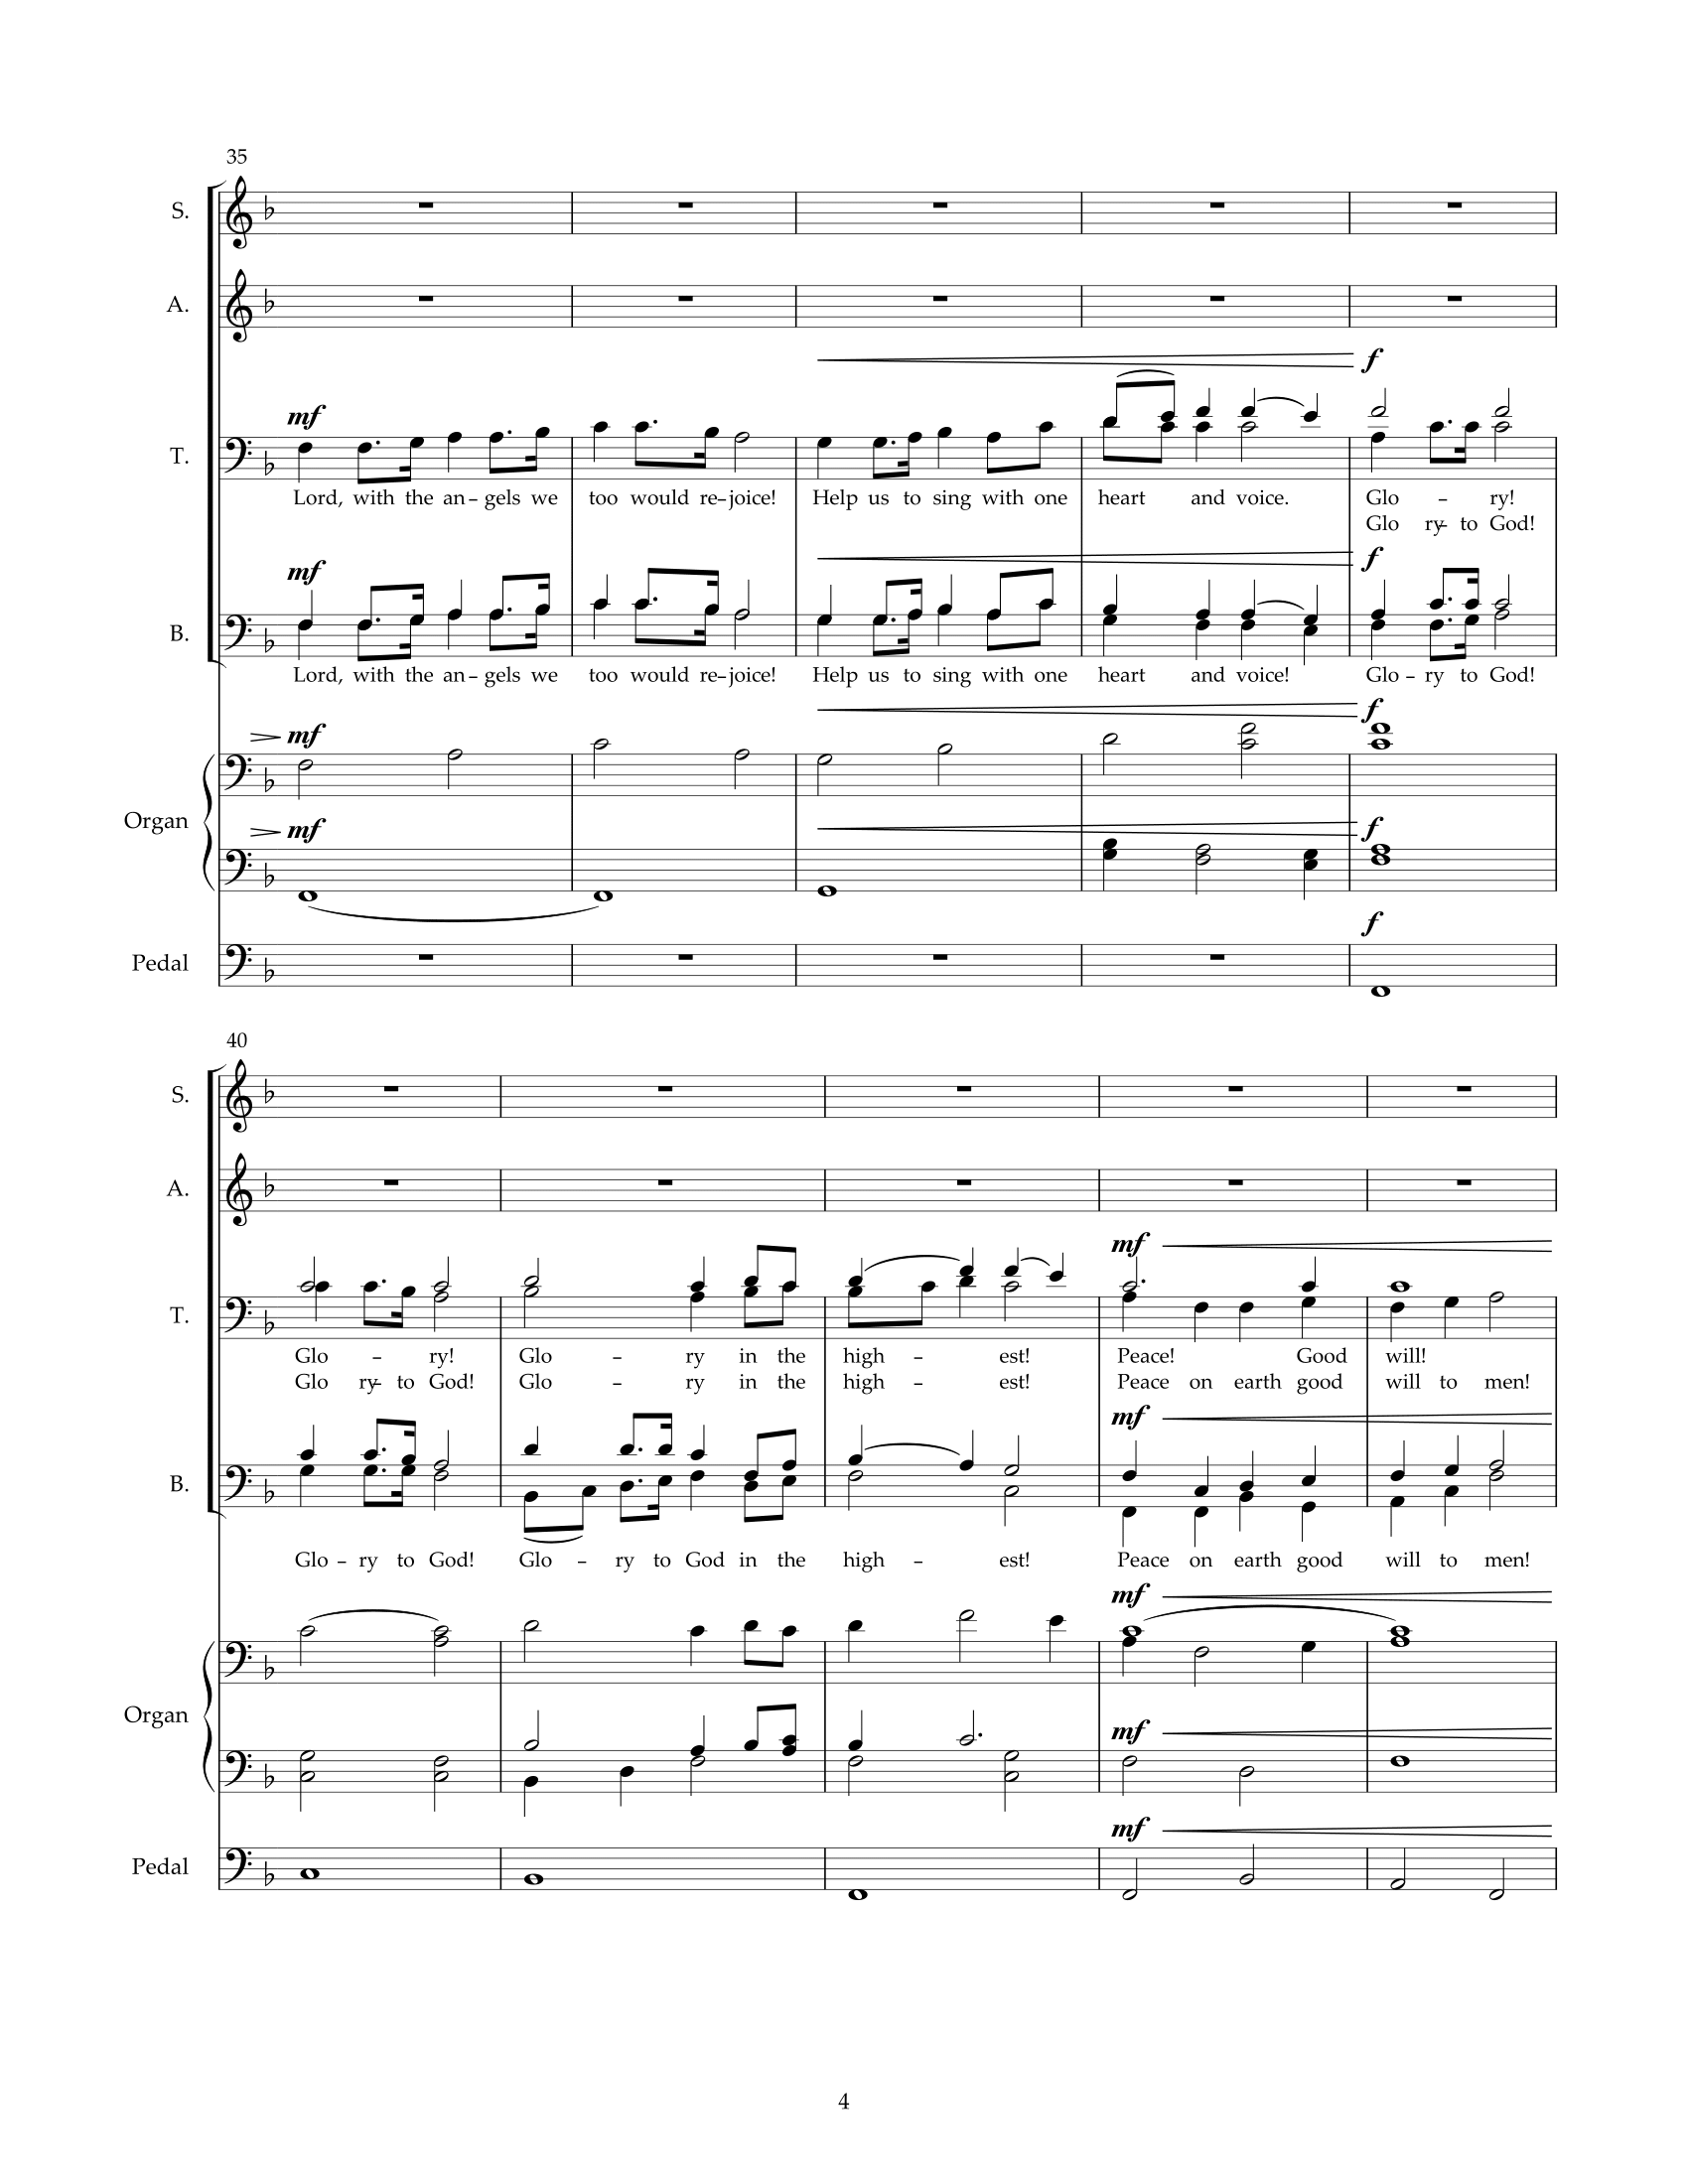 35
S.
A.
f
mf
T.
Lord, with the an – gels we too would re – joice! Help us to sing with one heart and voice. Glo – ry!
Glo ry – to God!
mf f
B.
Lord, with the an – gels we too would re – joice! Help us to sing with one heart and voice! Glo – ry to God!
f
mf
Organ
mf f
f
Pedal
40
S.
A.
mf
T.
Glo – ry! Glo – ry in the high – est! Peace! Good will!
Glo ry – to God! Glo – ry in the high – est! Peace on earth good will to men!
mf
B.
Glo – ry to God! Glo – ry to God in the high – est! Peace on earth good will to men!
mf
Organ
mf
mf
Pedal
4